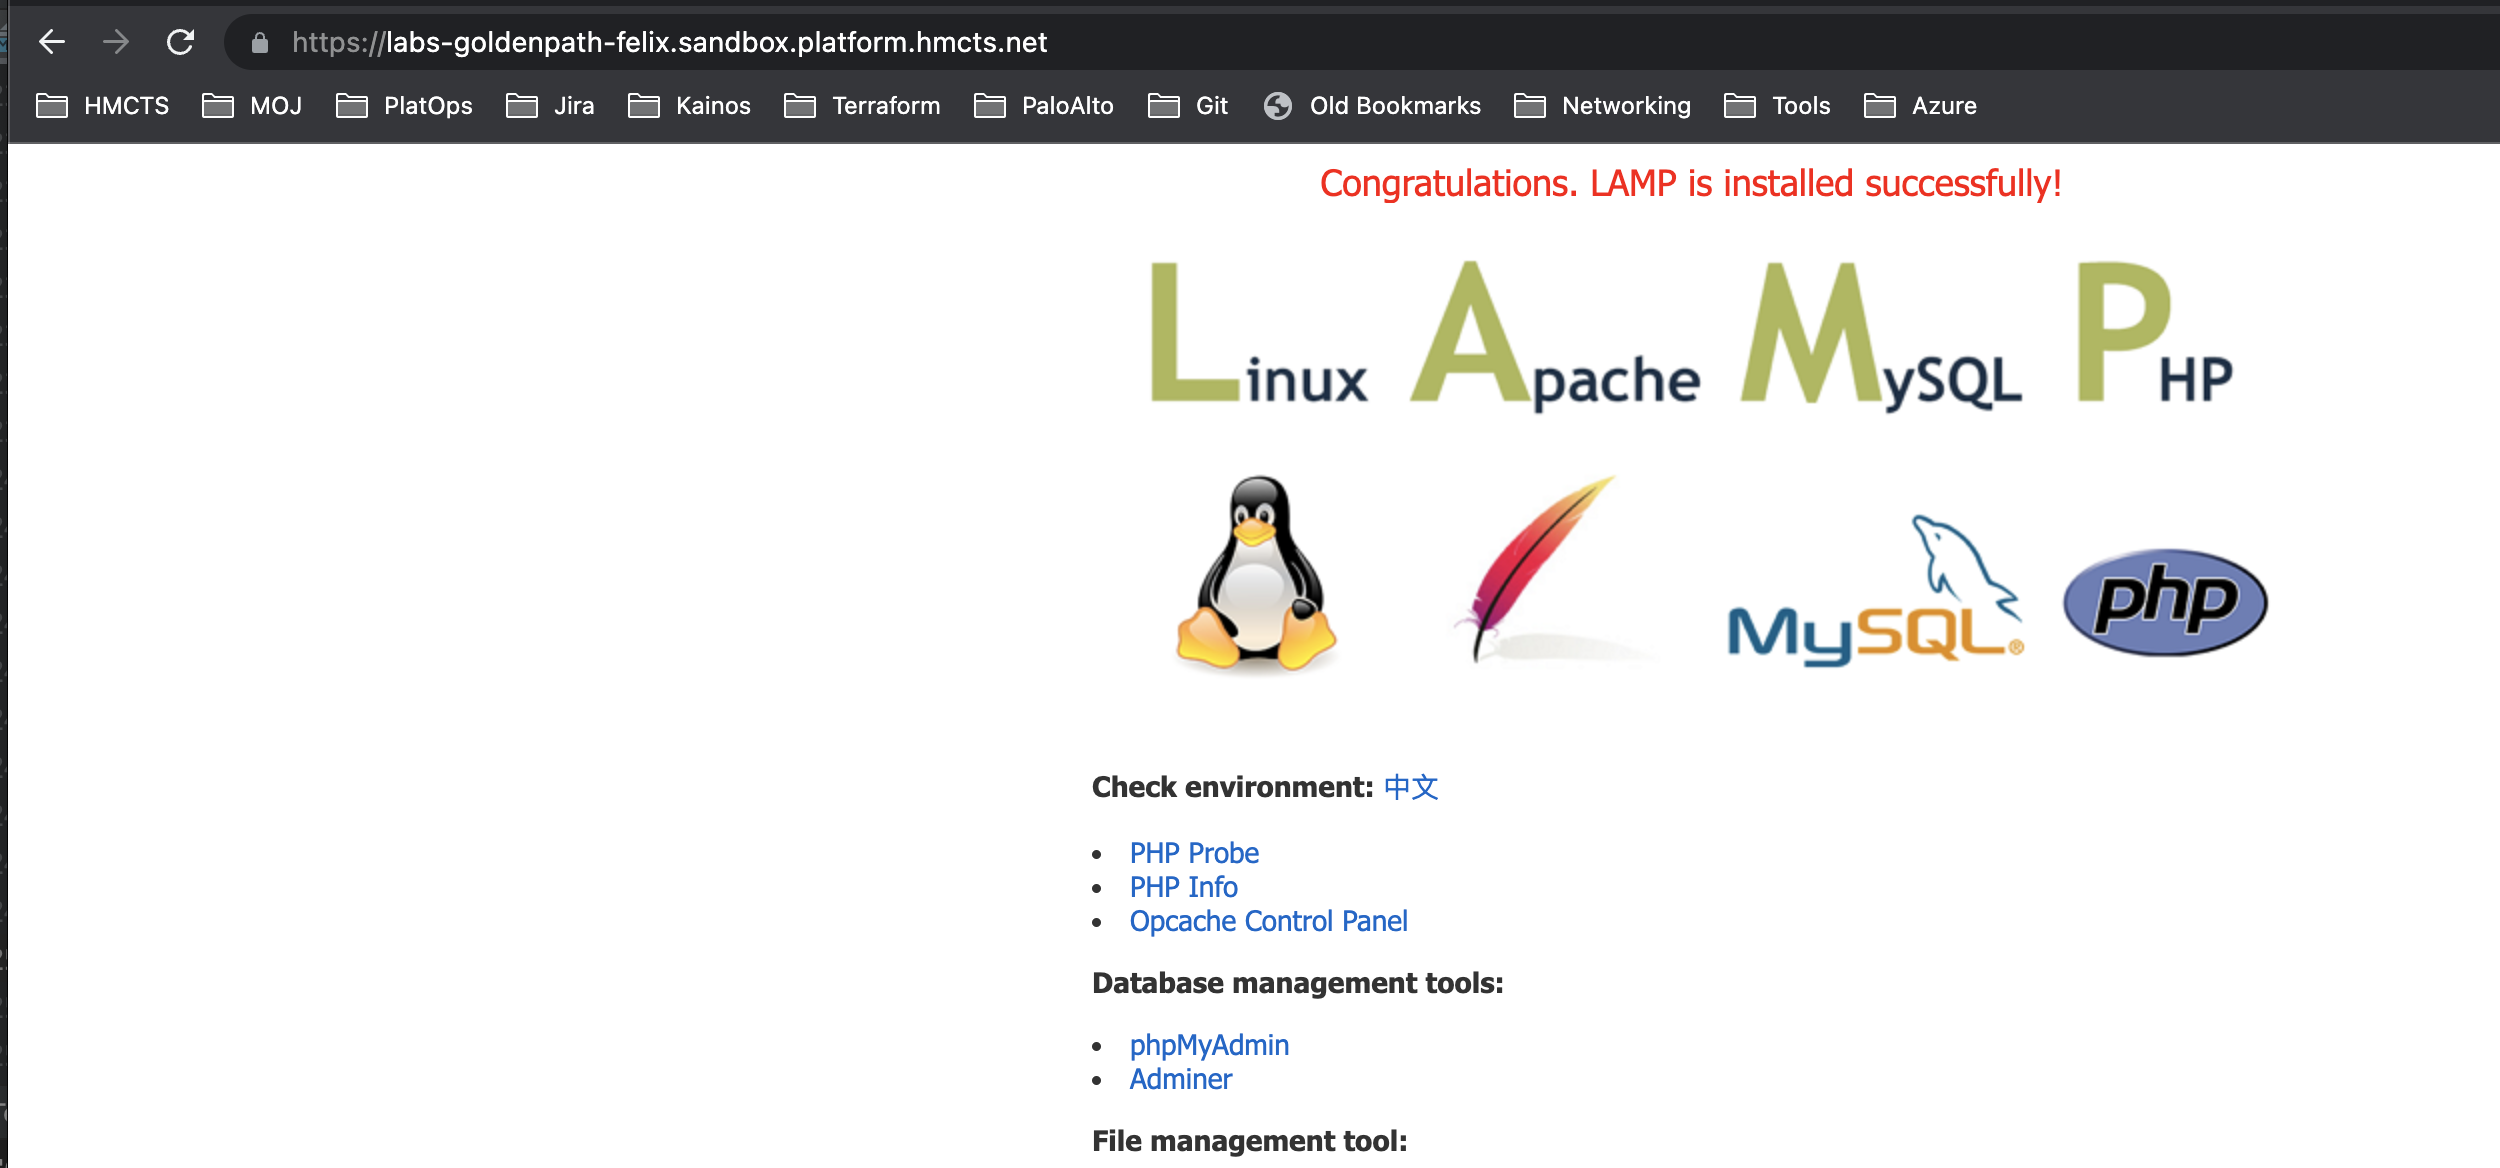 https://labs-goldenpath-felix.sandbox.platform.hmcts.net
HMCTS MOJ PlatOps Jira Kainos Terraform PaloAlto Git Old Bookmarks Networking Tools Azure
Congratulations. LAMP is installed successfully!
Linux Apache MySQL PHP
MySQL® php
Check environment: 中文
• PHP Probe
• PHP Info
• Opcache Control Panel
Database management tools:
• phpMyAdmin
• Adminer
File management tool: